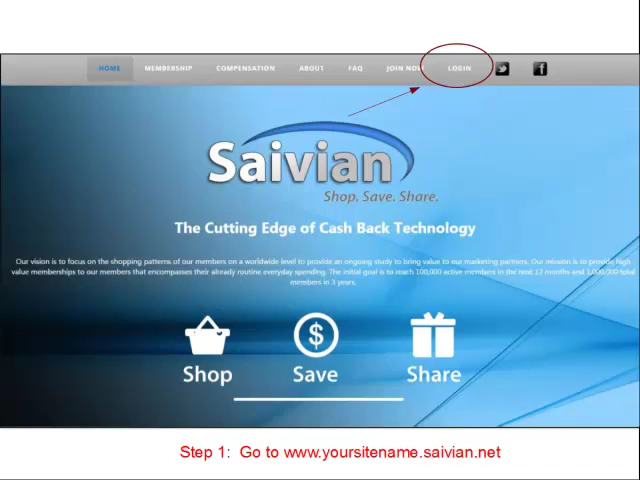 HOME MEMBERSHIP COMPENSATION ABOUT FAQ JOIN NOW LOGIN
Saivian
Shop. Save. Share.
The Cutting Edge of Cash Back Technology
Our vision is to focus on the shopping patterns of our members on a worldwide level to provide an ongoing study to bring value to our marketing partners. Our mission is to provide high
value memberships to our members that encompasses their already routine everyday spending. The initial goal is to reach 100,000 active members in the next 12 months and 1,000,000 total
members in 3 years.
Shop Save Share
Step 1: Go to www.yoursitename.saivian.net